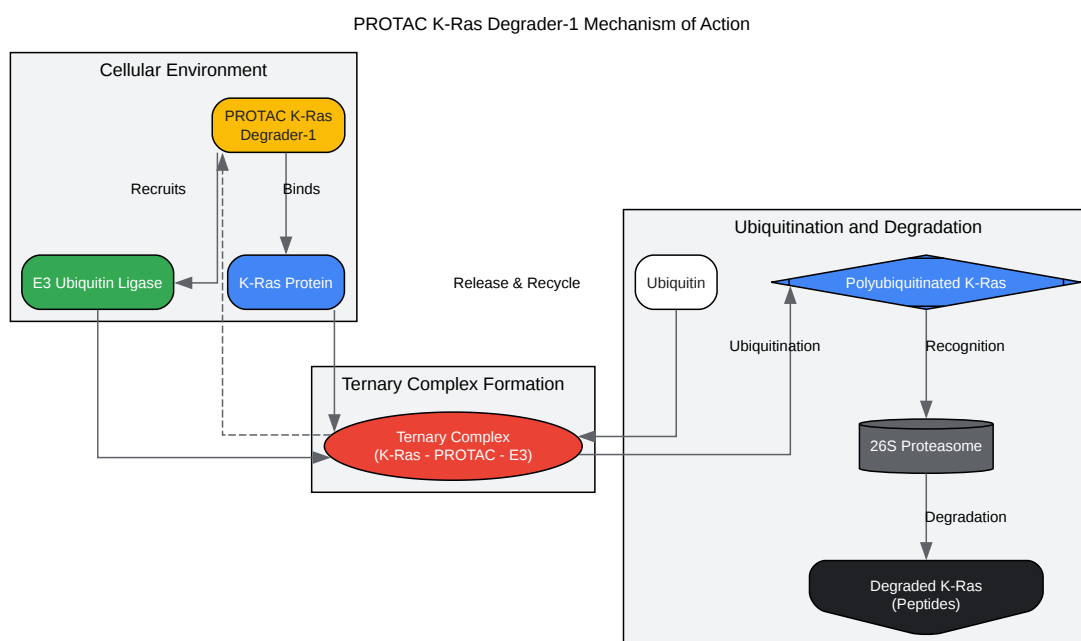 PROTAC K-Ras Degrader-1 Mechanism of Action
Cellular Environment
PROTAC K-Ras
Degrader-1
Recruits
Binds
E3 Ubiquitin Ligase
K-Ras Protein
Release & Recycle
Ternary Complex Formation
Ternary Complex
(K-Ras - PROTAC - E3)
Ubiquitination and Degradation
Ubiquitin
Polyubiquitinated K-Ras
Ubiquitination
Recognition
26S Proteasome
Degradation
Degraded K-Ras
(Peptides)